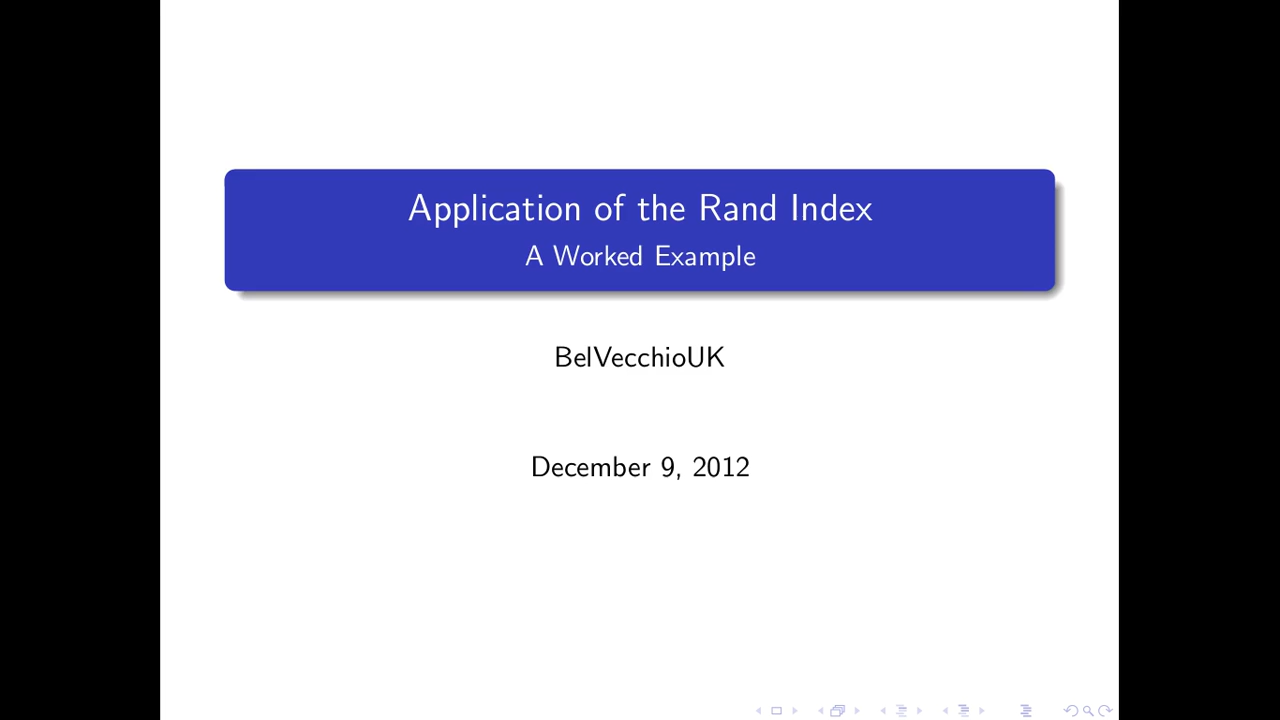 Application of the Rand Index
A Worked Example
BelVecchioUK
December 9, 2012